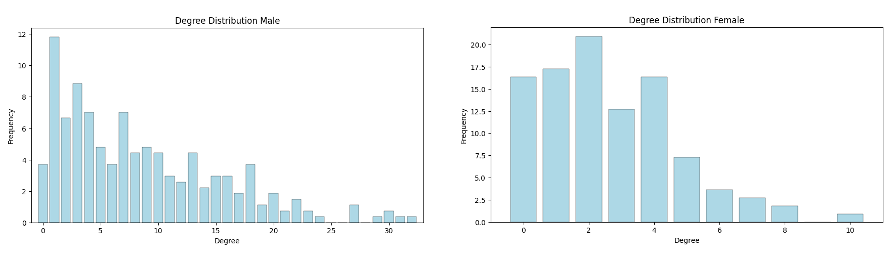 Degree Distribution Male
12
10
8
6
4
2
0
Frequency
0 5 10 15 20 25 30
Degree
Degree Distribution Female
20.0
17.5
15.0
12.5
10.0
7.5
5.0
2.5
0.0
Frequency
0 2 4 6 8 10
Degree